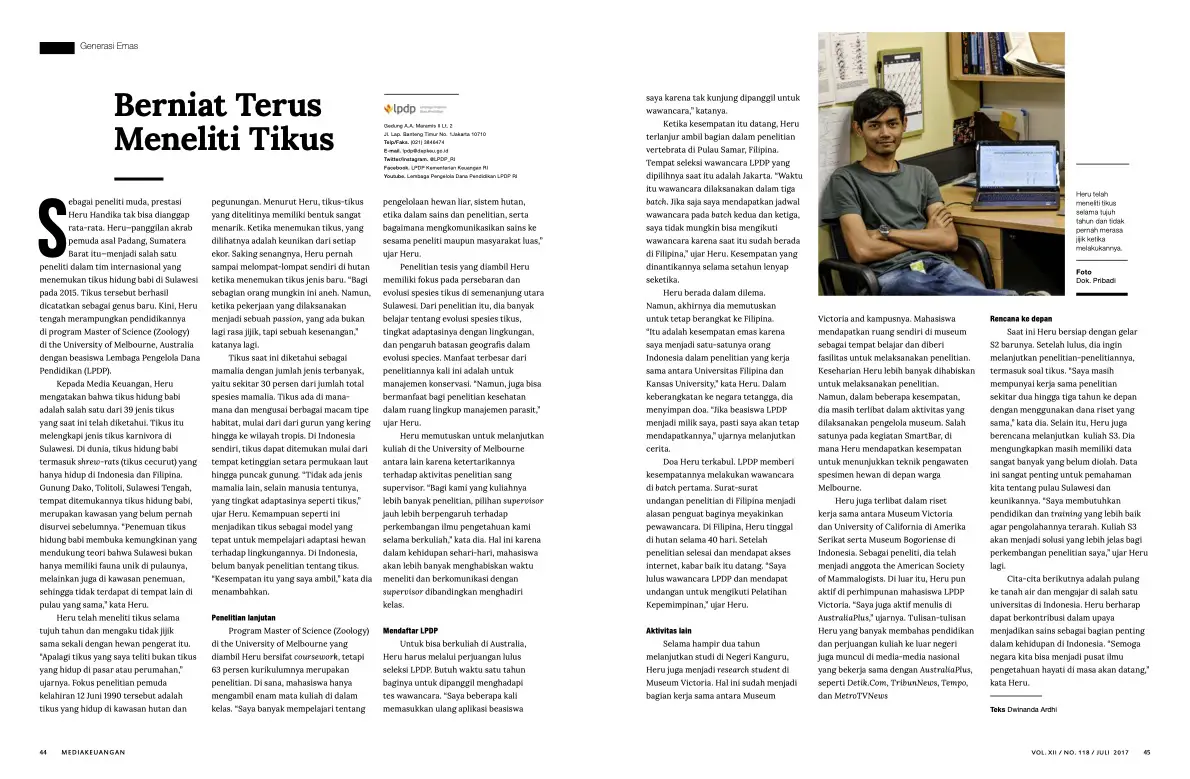 Generasi Emas
Berniat Terus
Meneliti Tikus
lpdp
Gedung A.A. Maramis II Lt. 2
Jl. Lap. Banteng Timur No. 1Jakarta 10710
Telp/Faks. (021) 3846474
E-mail. lpdp@depkeu.go.id
Twitter/Instagram. @LPDP_RI
Facebook. LPDP Kementerian Keuangan RI
Youtube. Lembaga Pengelola Dana Pendidikan LPDP RI
Sebagai peneliti muda, prestasi
Heru Handika tak bisa dianggap
rata-rata. Heru—panggilan akrab
pemuda asal Padang, Sumatera
Barat itu—menjadi salah satu
peneliti dalam tim internasional yang
menemukan tikus hidung babi di Sulawesi
pada 2015. Tikus tersebut berhasil
dicatatkan sebagai genus baru. Kini, Heru
tengah merampungkan pendidikannya
di program Master of Science (Zoology)
di the University of Melbourne, Australia
dengan beasiswa Lembaga Pengelola Dana
Pendidikan (LPDP).
Kepada Media Keuangan, Heru
mengatakan bahwa tikus hidung babi
adalah salah satu dari 39 jenis tikus
yang saat ini telah diketahui. Tikus itu
melengkapi jenis tikus karnivora di
Sulawesi. Di dunia, tikus hidung babi
termasuk shrew-rats (tikus cecurut) yang
hanya hidup di Indonesia dan Filipina.
Gunung Dako, Tolitoli, Sulawesi Tengah,
tempat ditemukannya tikus hidung babi,
merupakan kawasan yang belum pernah
disurvei sebelumnya. “Penemuan tikus
hidung babi membuka kemungkinan yang
mendukung teori bahwa Sulawesi bukan
hanya memiliki fauna unik di pulaunya,
melainkan juga di kawasan penemuan,
sehingga tidak terdapat di tempat lain di
pulau yang sama,” kata Heru.
Heru telah meneliti tikus selama
tujuh tahun dan mengaku tidak jijik
sama sekali dengan hewan pengerat itu.
“Apalagi tikus yang saya teliti bukan tikus
yang hidup di pasar atau perumahan,”
ujarnya. Fokus penelitian pemuda
kelahiran 12 Juni 1990 tersebut adalah
tikus yang hidup di kawasan hutan dan
pegunungan. Menurut Heru, tikus-tikus
yang ditelitinya memiliki bentuk sangat
menarik. Ketika menemukan tikus, yang
dilihatnya adalah keunikan dari setiap
ekor. Saking senangnya, Heru pernah
sampai melompat-lompat sendiri di hutan
ketika menemukan tikus jenis baru. “Bagi
sebagian orang mungkin ini aneh. Namun,
ketika pekerjaan yang dilaksanakan
menjadi sebuah passion, yang ada bukan
lagi rasa jijik, tapi sebuah kesenangan,”
katanya lagi.
Tikus saat ini diketahui sebagai
mamalia dengan jumlah jenis terbanyak,
yaitu sekitar 30 persen dari jumlah total
spesies mamalia. Tikus ada di mana-
mana dan mengusai berbagai macam tipe
habitat, mulai dari dari gurun yang kering
hingga ke wilayah tropis. Di Indonesia
sendiri, tikus dapat ditemukan mulai dari
tempat ketinggian setara permukaan laut
hingga puncak gunung. “Tidak ada jenis
mamalia lain, selain manusia tentunya,
yang tingkat adaptasinya seperti tikus,”
ujar Heru. Kemampuan seperti ini
menjadikan tikus sebagai model yang
tepat untuk mempelajari adaptasi hewan
terhadap lingkungannya. Di Indonesia,
belum banyak penelitian tentang tikus.
“Kesempatan itu yang saya ambil,” kata dia
menambahkan.
Penelitian lanjutan
Program Master of Science (Zoology)
di the University of Melbourne yang
diambil Heru bersifat coursework, tetapi
63 persen kurikulumnya merupakan
penelitian. Di sana, mahasiswa hanya
mengambil enam mata kuliah di dalam
kelas. “Saya banyak mempelajari tentang
pengelolaan hewan liar, sistem hutan,
etika dalam sains dan penelitian, serta
bagaimana mengkomunikasikan sains ke
sesama peneliti maupun masyarakat luas,”
ujar Heru.
Penelitian tesis yang diambil Heru
memiliki fokus pada persebaran dan
evolusi spesies tikus di semenanjung utara
Sulawesi. Dari penelitian itu, dia banyak
belajar tentang evolusi spesies tikus,
tingkat adaptasinya dengan lingkungan,
dan pengaruh batasan geografis dalam
evolusi species. Manfaat terbesar dari
penelitiannya kali ini adalah untuk
manajemen konservasi. “Namun, juga bisa
bermanfaat bagi penelitian kesehatan
dalam ruang lingkup manajemen parasit,”
ujar Heru.
Heru memutuskan untuk melanjutkan
kuliah di the University of Melbourne
antara lain karena ketertarikannya
terhadap aktivitas penelitian sang
supervisor. “Bagi kami yang kuliahnya
lebih banyak penelitian, pilihan supervisor
jauh lebih berpengaruh terhadap
perkembangan ilmu pengetahuan kami
selama berkuliah,” kata dia. Hal ini karena
dalam kehidupan sehari-hari, mahasiswa
akan lebih banyak menghabiskan waktu
meneliti dan berkomunikasi dengan
supervisor dibandingkan menghadiri
kelas.
Mendaftar LPDP
Untuk bisa berkuliah di Australia,
Heru harus melalui perjuangan lulus
seleksi LPDP. Butuh waktu satu tahun
baginya untuk dipanggil menghadapi
tes wawancara. “Saya beberapa kali
memasukkan ulang aplikasi beasiswa
saya karena tak kunjung dipanggil untuk
wawancara,” katanya.
Ketika kesempatan itu datang, Heru
terlanjur ambil bagian dalam penelitian
vertebrata di Pulau Samar, Filipina.
Tempat seleksi wawancara LPDP yang
dipilihnya saat itu adalah Jakarta. “Waktu
itu wawancara dilaksanakan dalam tiga
batch. Jika saja saya mendapatkan jadwal
wawancara pada batch kedua dan ketiga,
saya tidak mungkin bisa mengikuti
wawancara karena saat itu sudah berada
di Filipina,” ujar Heru. Kesempatan yang
dinantikannya selama setahun lenyap
seketika.
Heru berada dalam dilema.
Namun, akhirnya dia memutuskan
untuk tetap berangkat ke Filipina.
“Itu adalah kesempatan emas karena
saya menjadi satu-satunya orang
Indonesia dalam penelitian yang kerja
sama antara Universitas Filipina dan
Kansas University,” kata Heru. Dalam
keberangkatan ke negara tetangga, dia
menyimpan doa. “Jika beasiswa LPDP
menjadi milik saya, pasti saya akan tetap
mendapatkannya,” ujarnya melanjutkan
cerita.
Doa Heru terkabul. LPDP memberi
kesempatannya melakukan wawancara
di batch pertama. Surat-surat
undangan penelitian di Filipina menjadi
alasan penguat baginya meyakinkan
pewawancara. Di Filipina, Heru tinggal
di hutan selama 40 hari. Setelah
penelitian selesai dan mendapat akses
internet, kabar baik itu datang. “Saya
lulus wawancara LPDP dan mendapat
undangan untuk mengikuti Pelatihan
Kepemimpinan,” ujar Heru.
Aktivitas lain
Selama hampir dua tahun
melanjutkan studi di Negeri Kanguru,
Heru juga menjadi research student di
Museum Victoria. Hal ini sudah menjadi
bagian kerja sama antara Museum
Victoria and kampusnya. Mahasiswa
mendapatkan ruang sendiri di museum
sebagai tempat belajar dan diberi
fasilitas untuk melaksanakan penelitian.
Keseharian Heru lebih banyak dihabiskan
untuk melaksanakan penelitian.
Namun, dalam beberapa kesempatan,
dia masih terlibat dalam aktivitas yang
dilaksanakan pengelola museum. Salah
satunya pada kegiatan SmartBar, di
mana Heru mendapatkan kesempatan
untuk menunjukkan teknik pengawaten
spesimen hewan di depan warga
Melbourne.
Heru juga terlibat dalam riset
kerja sama antara Museum Victoria
dan University of California di Amerika
Serikat serta Museum Bogoriense di
Indonesia. Sebagai peneliti, dia telah
menjadi anggota the American Society
of Mammalogists. Di luar itu, Heru pun
aktif di perhimpunan mahasiswa LPDP
Victoria. “Saya juga aktif menulis di
AustraliaPlus,” ujarnya. Tulisan-tulisan
Heru yang banyak membahas pendidikan
dan perjuangan kuliah ke luar negeri
juga muncul di media-media nasional
yang bekerja sama dengan AustraliaPlus,
seperti Detik.Com, TribunNews, Tempo,
dan MetroTVNews
Heru telah
meneliti tikus
selama tujuh
tahun dan tidak
pernah merasa
jijik ketika
melakukannya.
Foto
Dok. Pribadi
Rencana ke depan
Saat ini Heru bersiap dengan gelar
S2 barunya. Setelah lulus, dia ingin
melanjutkan penelitian-penelitiannya,
termasuk soal tikus. “Saya masih
mempunyai kerja sama penelitian
sekitar dua hingga tiga tahun ke depan
dengan menggunakan dana riset yang
sama,” kata dia. Selain itu, Heru juga
berencana melanjutkan kuliah S3. Dia
mengungkapkan masih memiliki data
sangat banyak yang belum diolah. Data
ini sangat penting untuk pemahaman
kita tentang pulau Sulawesi dan
keunikannya. “Saya membutuhkan
pendidikan dan training yang lebih baik
agar pengolahannya terarah. Kuliah S3
akan menjadi solusi yang lebih jelas bagi
perkembangan penelitian saya,” ujar Heru
lagi.
Cita-cita berikutnya adalah pulang
ke tanah air dan mengajar di salah satu
universitas di Indonesia. Heru berharap
dapat berkontribusi dalam upaya
menjadikan sains sebagai bagian penting
dalam kehidupan di Indonesia. “Semoga
negara kita bisa menjadi pusat ilmu
pengetahuan hayati di masa akan datang,”
kata Heru.
Teks Dwinanda Ardhi
44 MEDIAKEUANGAN
VOL. XII / NO. 118 / JULI 2017 45